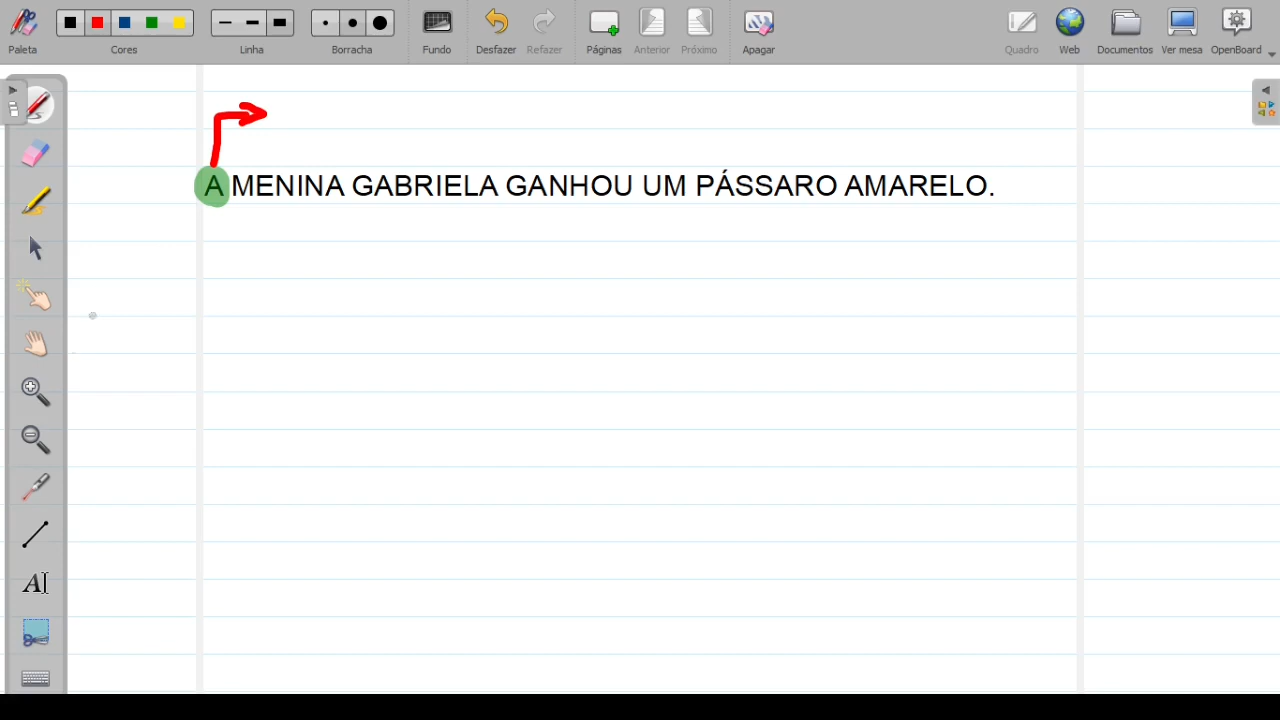 Paleta Cores Linha Borracha Fundo Desfazer Refazer Páginas Anterior Próximo Apagar Quadro Web Documentos Ver mesa OpenBoard
A MENINA GABRIELA GANHOU UM PÁSSARO AMARELO.
AI